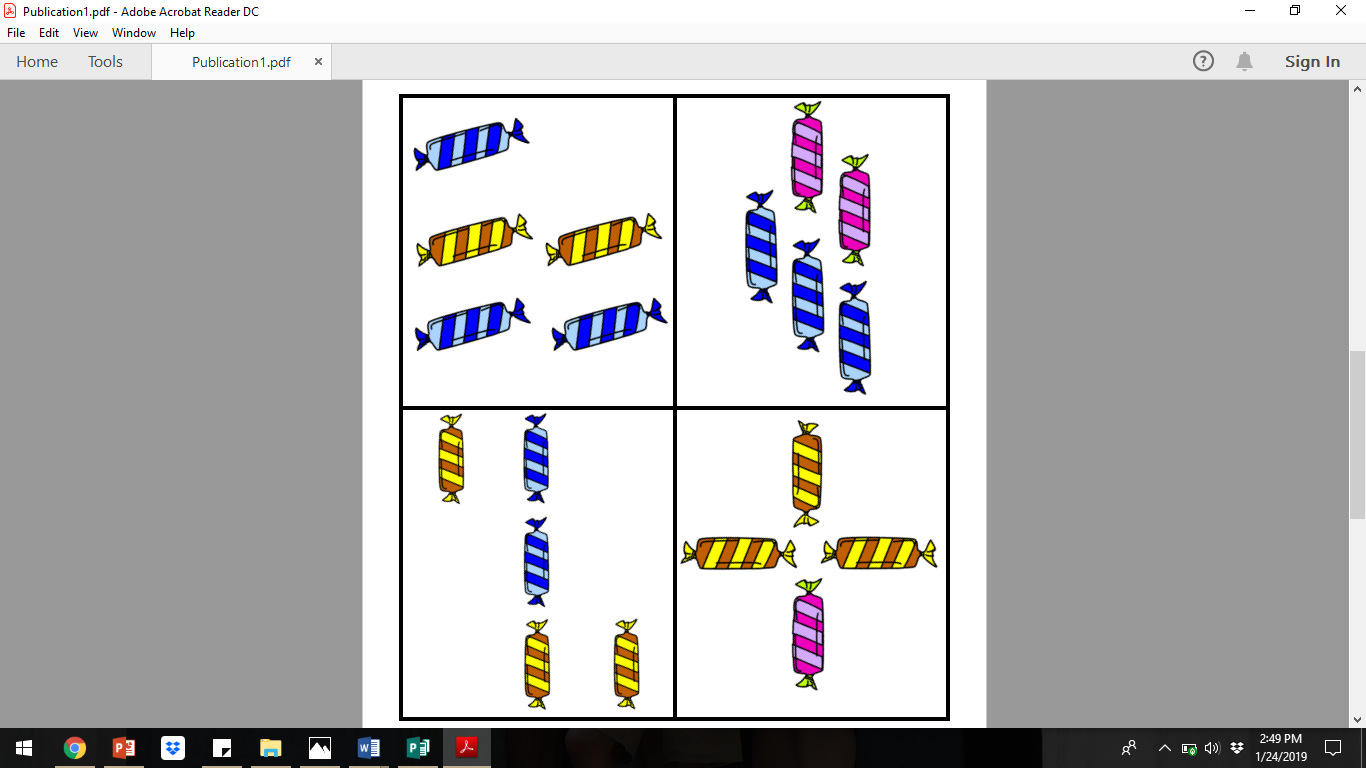 Publication1.pdf - Adobe Acrobat Reader DC
File Edit View Window Help
Home Tools Publication1.pdf × ? Sign In
2:49 PM
1/24/2019